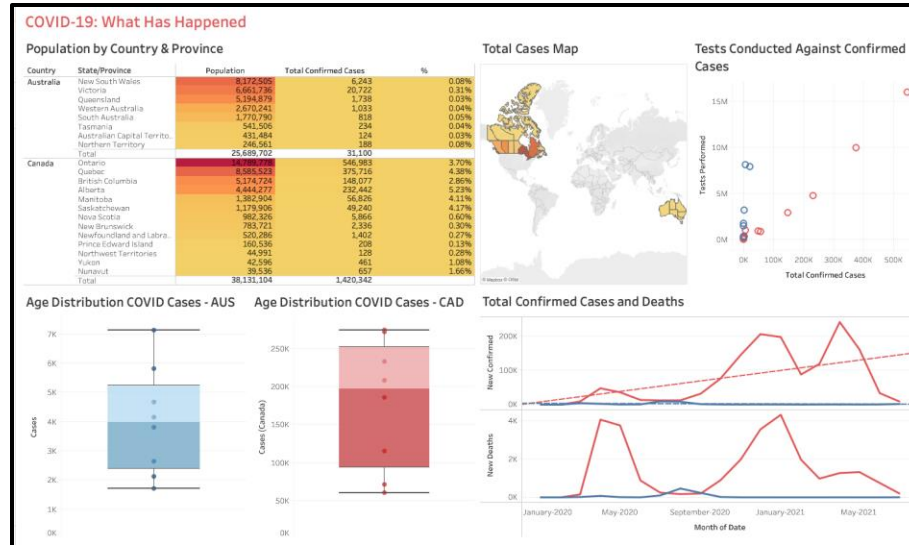 COVID-19: What Has Happened
Population by Country & Province
Country State/Province Population Total Confirmed Cases %
Australia New South Wales 8,172,505 6,243 0.08%
Victoria 6,661,736 20,722 0.31%
Queensland 5,194,879 1,738 0.03%
Western Australia 2,670,241 1,033 0.04%
South Australia 1,770,790 818 0.05%
Tasmania 541,506 234 0.04%
Australian Capital Territo.. 431,484 124 0.03%
Northern Territory 246,561 188 0.08%
Total 25,689,702 31,100
Canada Ontario 14,789,778 546,983 3.70%
Quebec 8,585,523 375,716 4.38%
British Columbia 5,174,724 148,077 2.86%
Alberta 4,444,277 232,442 5.23%
Manitoba 1,382,904 56,826 4.11%
Saskatchewan 1,179,906 49,240 4.17%
Nova Scotia 982,326 5,866 0.60%
New Brunswick 783,721 2,336 0.30%
Newfoundland and Labra.. 520,286 1,402 0.27%
Prince Edward Island 160,536 208 0.13%
Northwest Territories 44,991 128 0.28%
Yukon 42,596 461 1.08%
Nunavut 39,536 657 1.66%
Total 38,131,104 1,420,342
Total Cases Map
© Mapbox © OSM
Tests Conducted Against Confirmed
Cases
Tests Performed
15M
10M
5M
0M
0K 100K 200K 300K 400K 500K
Total Confirmed Cases
Age Distribution COVID Cases - AUS
Cases
7K
6K
5K
4K
3K
2K
1K
0K
Age Distribution COVID Cases - CAD
Cases (Canada)
250K
200K
150K
100K
50K
0K
Total Confirmed Cases and Deaths
New Confirmed
200K
100K
0K
New Deaths
4K
2K
0K
January-2020 May-2020 September-2020 January-2021 May-2021
Month of Date